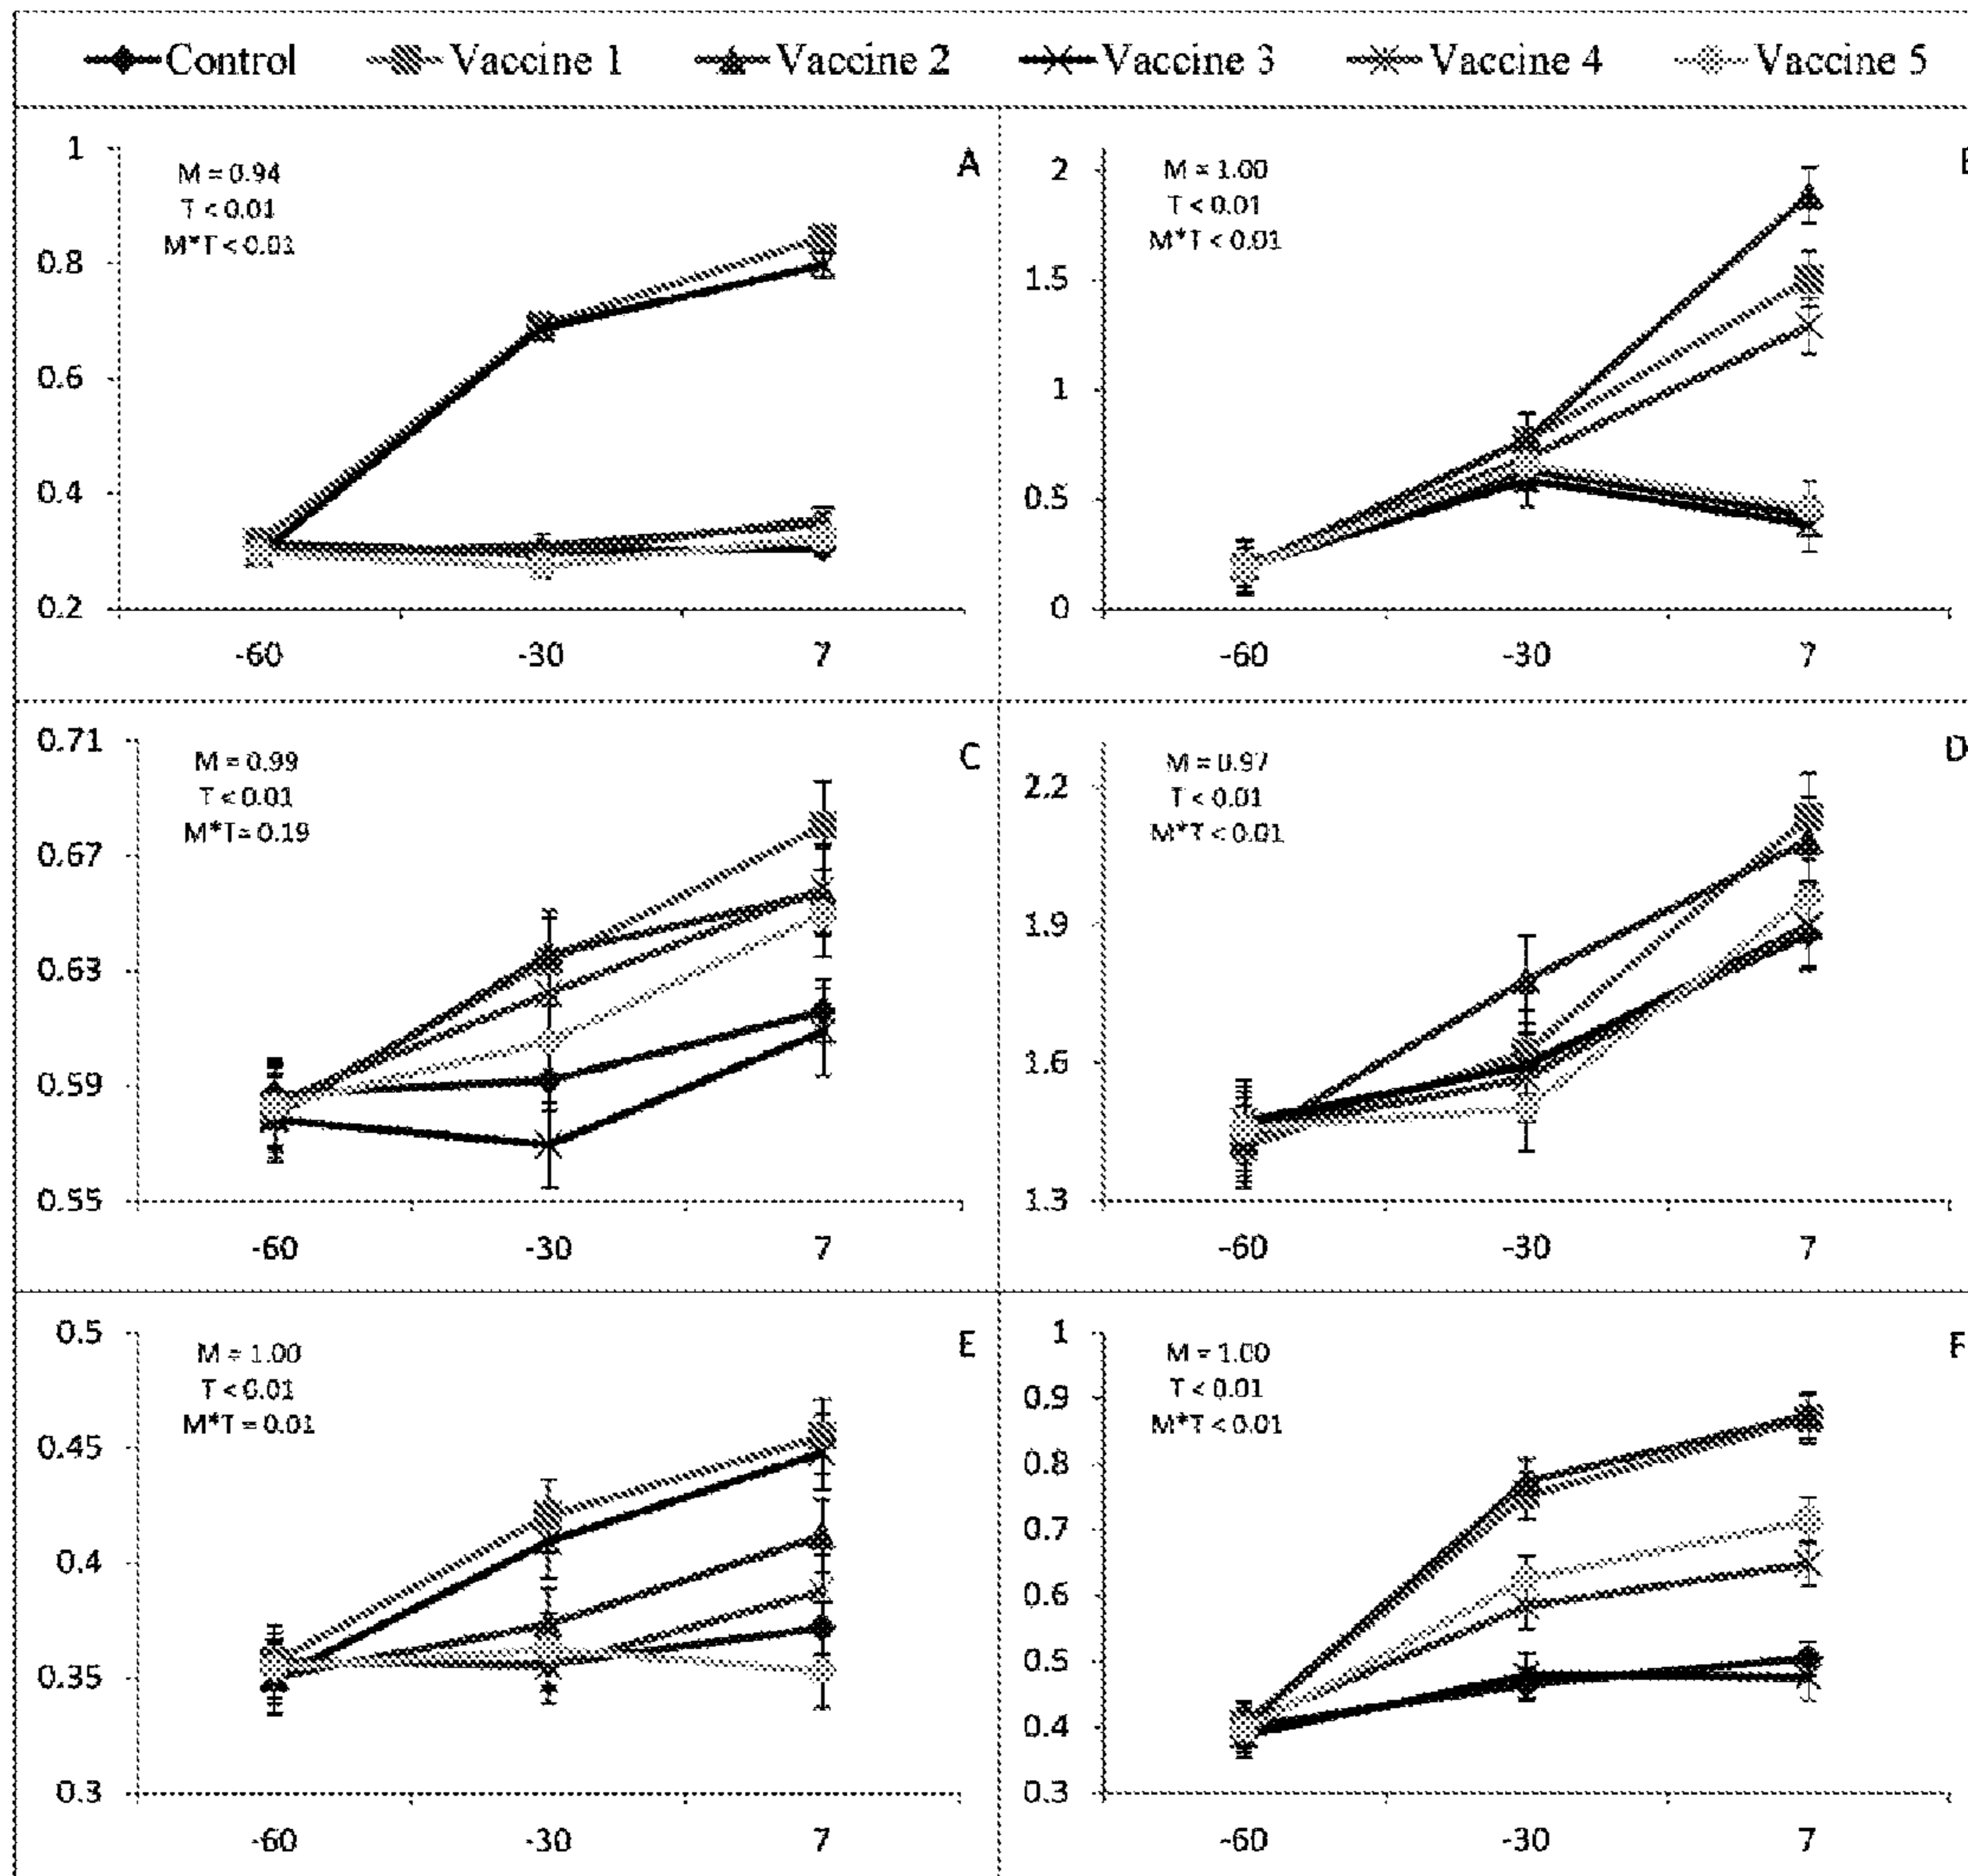 Control Vaccine 1 Vaccine 2 Vaccine 3 Vaccine 4 Vaccine 5
A
M = 0.94
T < 0.01
M*T < 0.01
1
0.8
0.6
0.4
0.2
-60 -30 7
M = 1.00
T < 0.01
M*T < 0.01
2
1.5
1
0.5
0
-60 -30 7
C
M = 0.99
T < 0.01
M*T = 0.19
0.71
0.67
0.63
0.59
0.55
-60 -30 7
D
M = 0.97
T < 0.01
M*T < 0.01
2.2
1.9
1.6
1.3
-60 -30 7
E
M = 1.00
T < 0.01
M*T = 0.01
0.5
0.45
0.4
0.35
0.3
-60 -30 7
F
M = 1.00
T < 0.01
M*T < 0.01
1
0.9
0.8
0.7
0.6
0.5
0.4
0.3
-60 -30 7